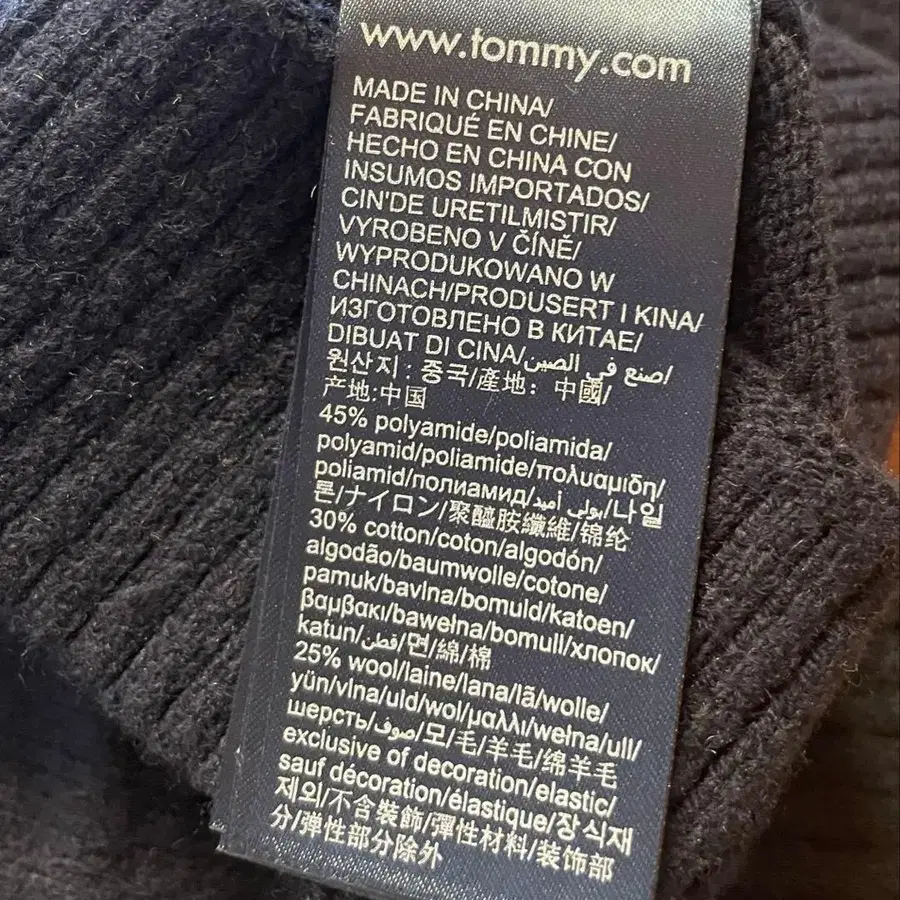 www.tommy.com
MADE IN CHINA/
FABRIQUÉ EN CHINE/
HECHO EN CHINA CON
INSUMOS IMPORTADOS/
CIN'DE URETILMISTIR/
VYROBENO V ČÍNĚ/
WYPRODUKOWANO W
CHINACH/PRODUSERT I KINA/
ИЗГОТОВЛЕНО В КИТАЕ/
DIBUAT DI CINA/صنع في الصين/
원산지 : 중국/產地: 中國/
产地:中国
45% polyamide/poliamida/
polyamid/poliamide/πολυαμιδη/
poliamid/полиамид/بولي أميد/나일
론/ナイロン/聚醯胺纖維/锦纶
30% cotton/coton/algodón/
algodão/baumwolle/cotone/
pamuk/bavlna/bomuld/katoen/
βαμβακι/bawełna/bomull/хлопок/
katun/قطن/면/綿/棉
25% wool/laine/lana/lã/wolle/
yün/vlna/uld/wol/μαλλι/wełna/ull/
шерсть/صوف/모/毛/羊毛/绵羊毛
exclusive of decoration/elastic/
sauf décoration/élastique/장식재
제외/不含裝飾/彈性材料/装饰部
分/弹性部分除外